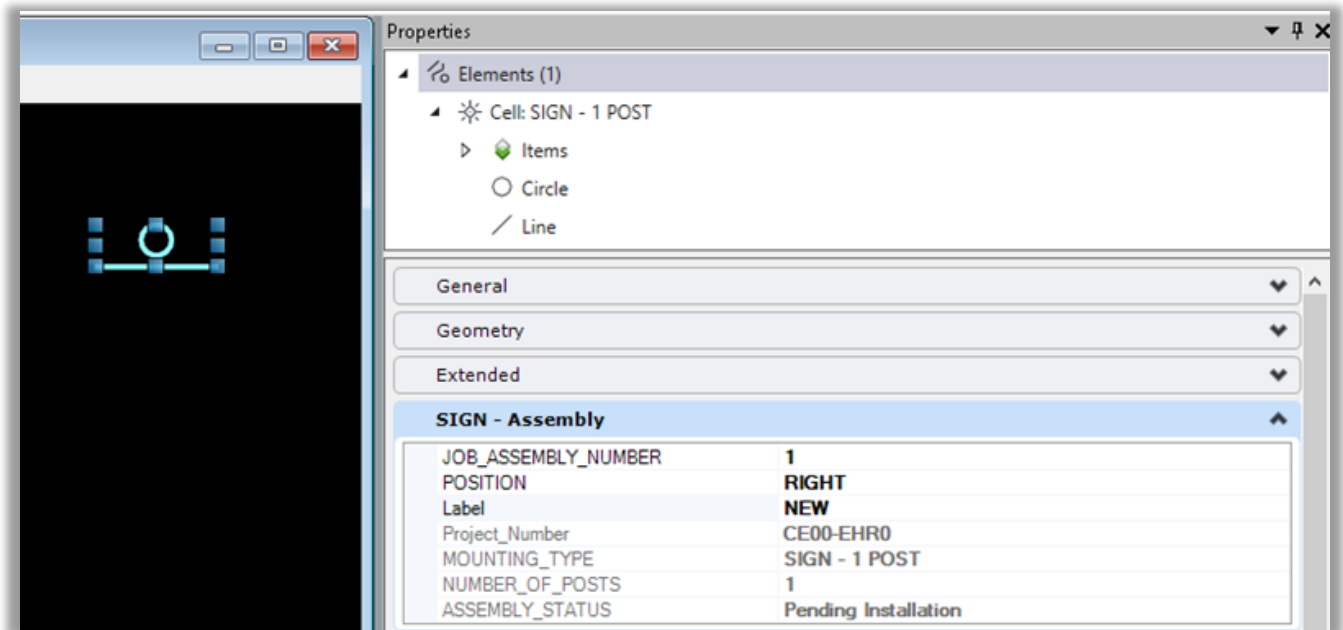 Properties
Elements (1)
Cell: SIGN - 1 POST
Items
Circle
Line
General
Geometry
Extended
SIGN - Assembly
JOB_ASSEMBLY_NUMBER 1
POSITION RIGHT
Label NEW
Project_Number CE00-EHR0
MOUNTING_TYPE SIGN - 1 POST
NUMBER_OF_POSTS 1
ASSEMBLY_STATUS Pending Installation